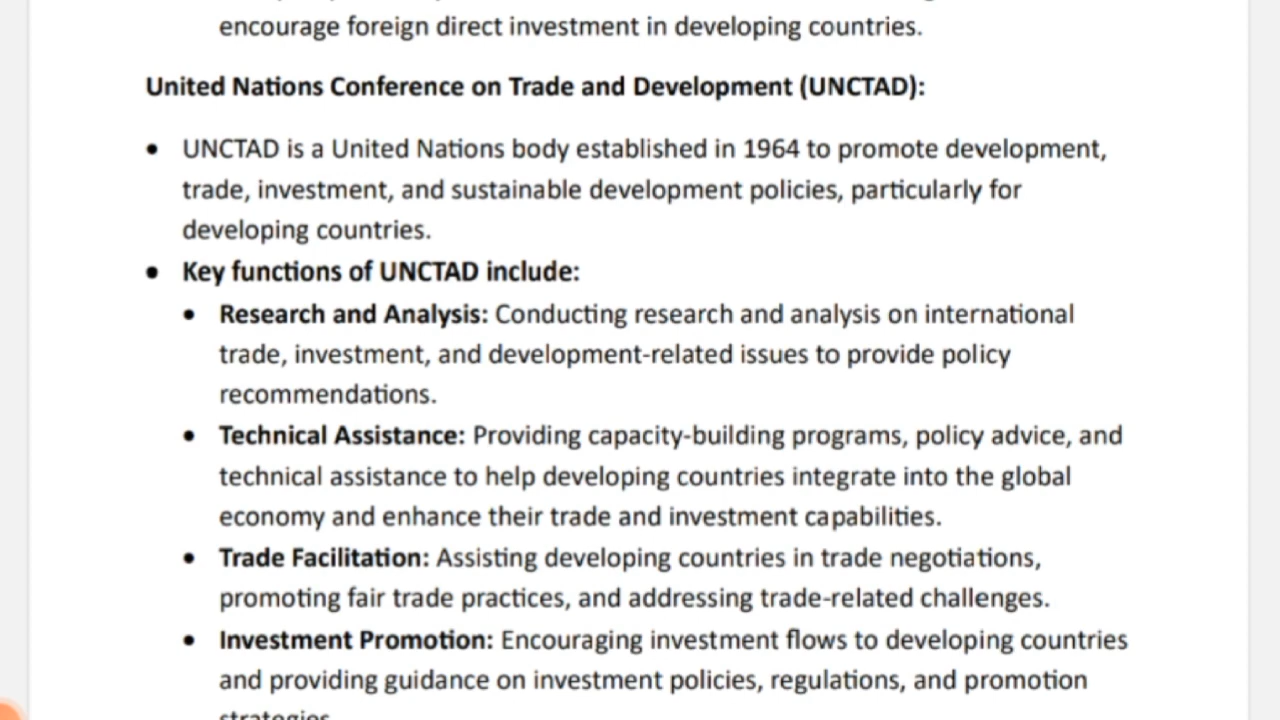 encourage foreign direct investment in developing countries.
United Nations Conference on Trade and Development (UNCTAD):
• UNCTAD is a United Nations body established in 1964 to promote development,
trade, investment, and sustainable development policies, particularly for
developing countries.
• Key functions of UNCTAD include:
• Research and Analysis: Conducting research and analysis on international
trade, investment, and development-related issues to provide policy
recommendations.
• Technical Assistance: Providing capacity-building programs, policy advice, and
technical assistance to help developing countries integrate into the global
economy and enhance their trade and investment capabilities.
• Trade Facilitation: Assisting developing countries in trade negotiations,
promoting fair trade practices, and addressing trade-related challenges.
• Investment Promotion: Encouraging investment flows to developing countries
and providing guidance on investment policies, regulations, and promotion
strategies.